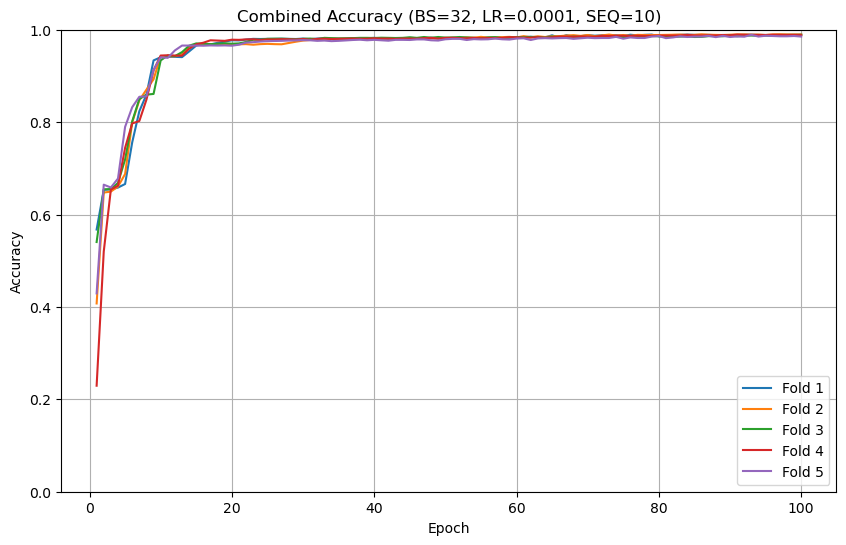 Combined Accuracy (BS=32, LR=0.0001, SEQ=10)
Accuracy
1.0
0.8
0.6
0.4
0.2
0.0
Fold 1
Fold 2
Fold 3
Fold 4
Fold 5
0 20 40 60 80 100
Epoch